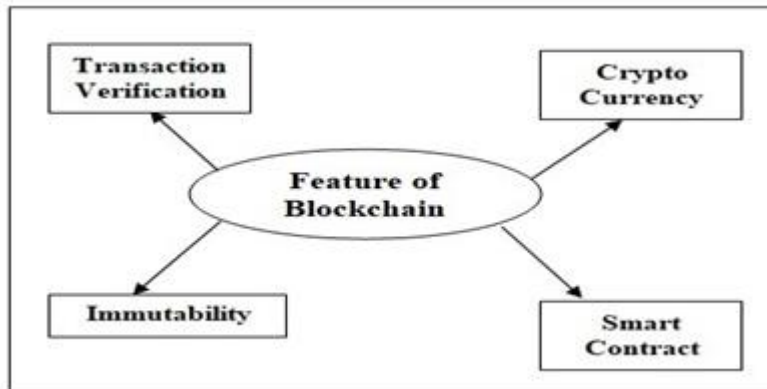 Transaction
Verification
Crypto
Currency
Feature of
Blockchain
Immutability
Smart
Contract